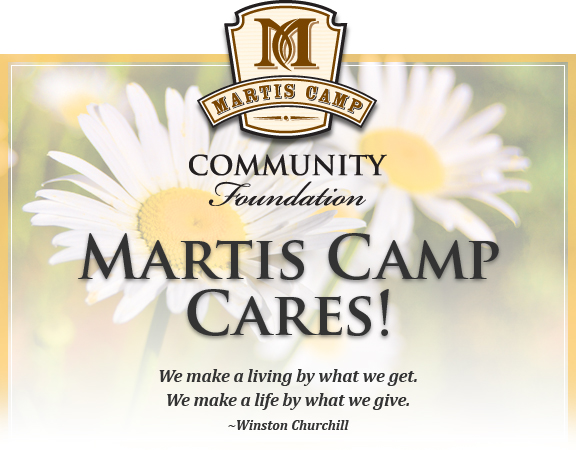 M
MARTIS CAMP
COMMUNITY
Foundation
MARTIS CAMP
CARES!
We make a living by what we get.
We make a life by what we give.
~Winston Churchill